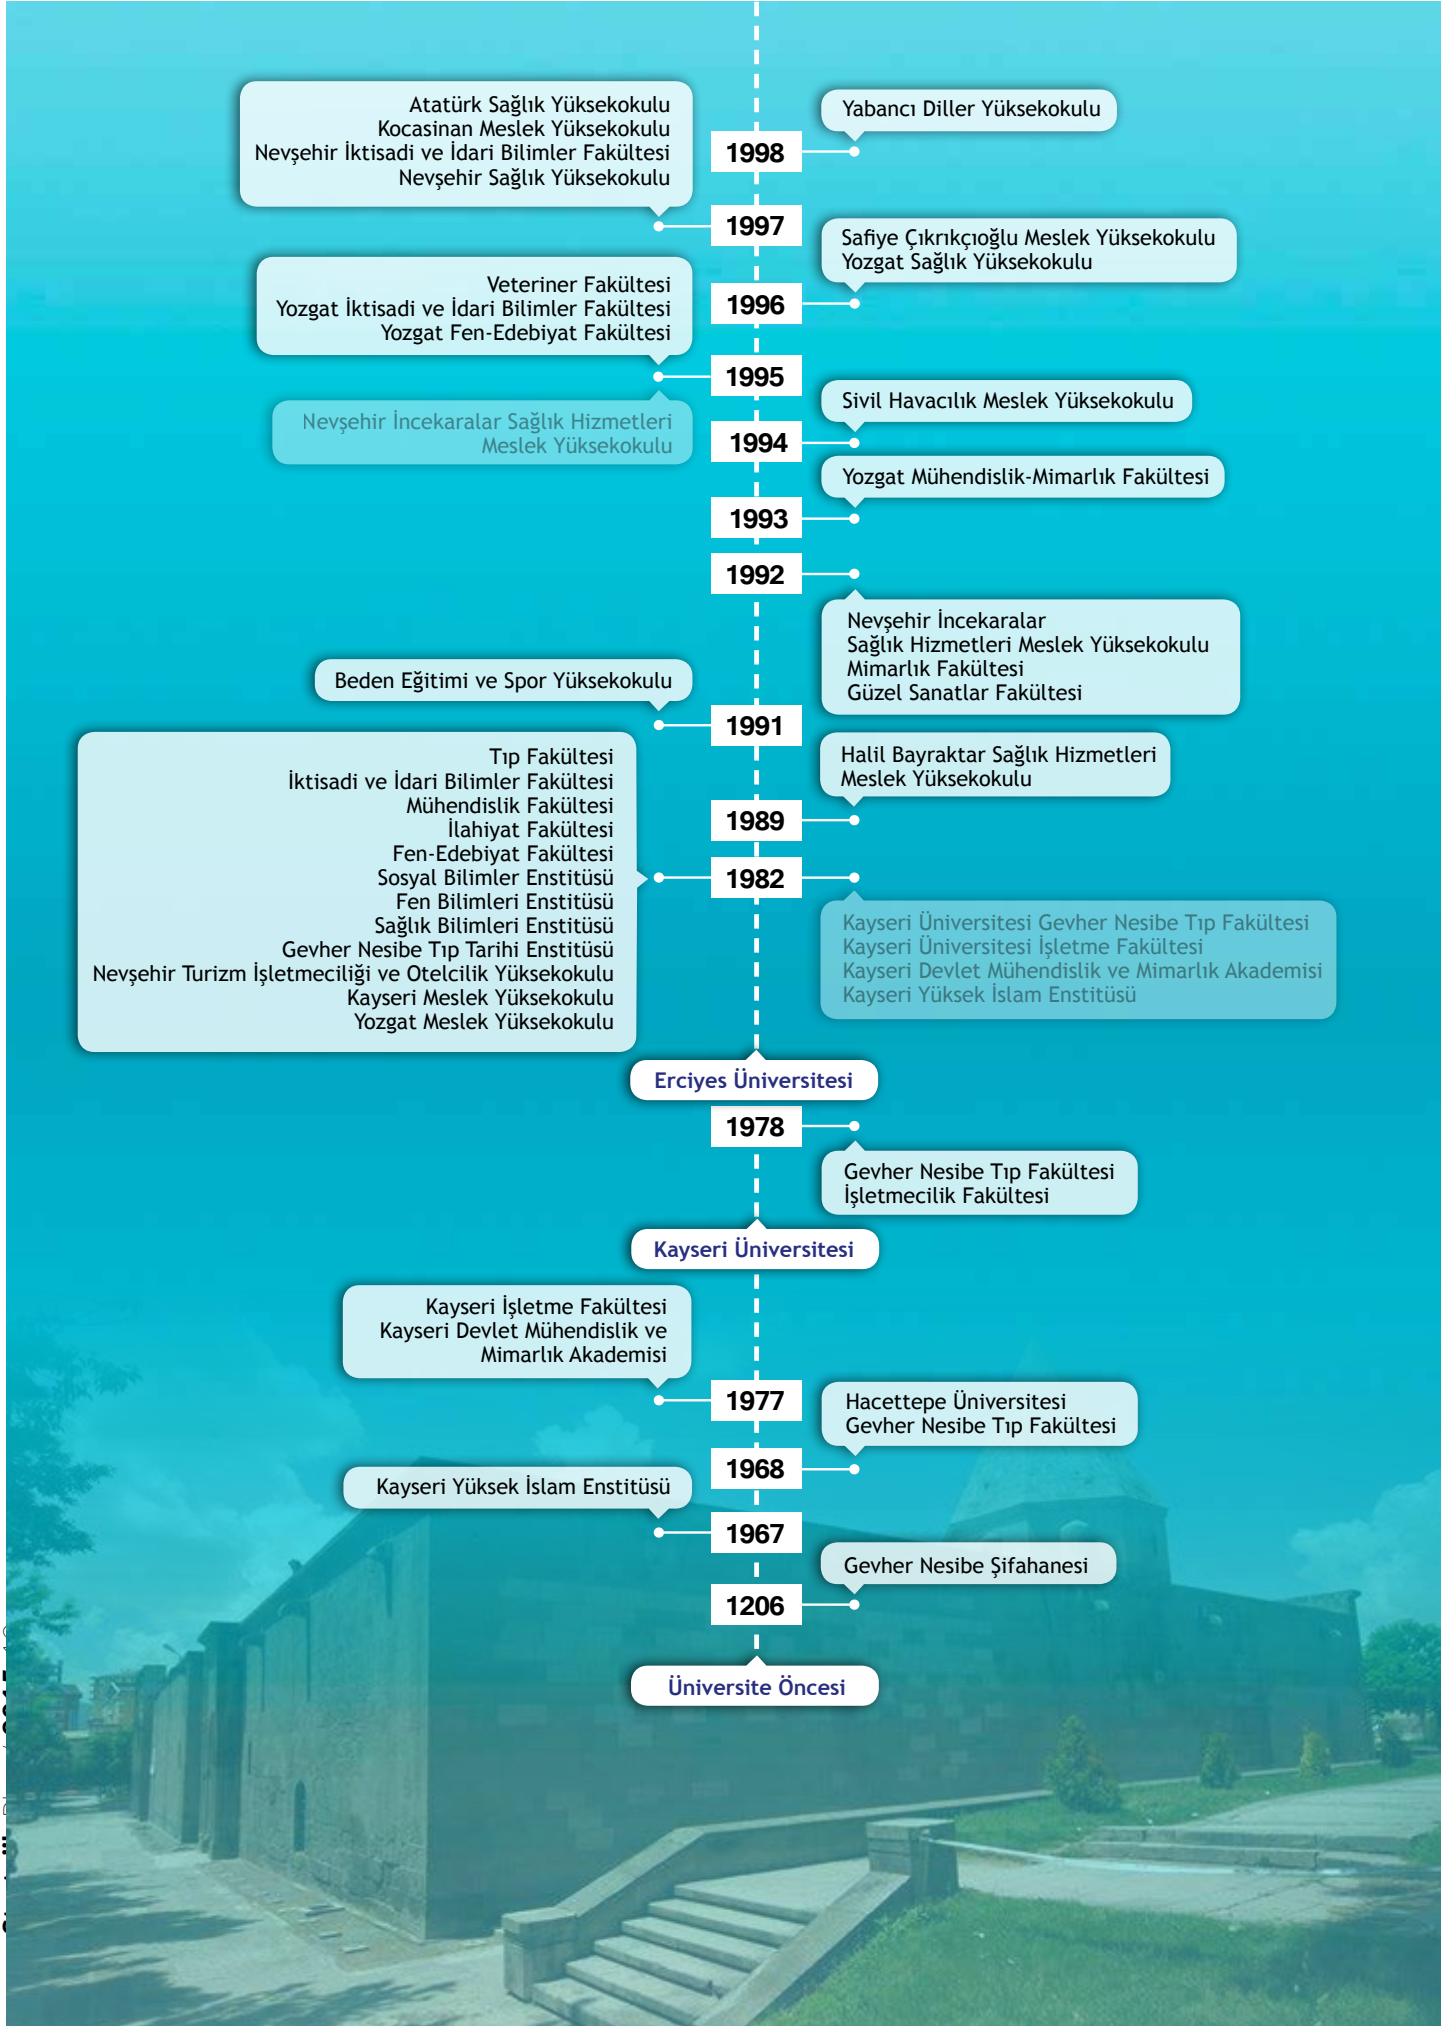 Atatürk Sağlık Yüksekokulu
Kocasinan Meslek Yüksekokulu
Nevşehir İktisadi ve İdari Bilimler Fakültesi
Nevşehir Sağlık Yüksekokulu
Yabancı Diller Yüksekokulu
1998
1997
Safiye Çıkrıkçıoğlu Meslek Yüksekokulu
Yozgat Sağlık Yüksekokulu
Veteriner Fakültesi
Yozgat İktisadi ve İdari Bilimler Fakültesi
Yozgat Fen-Edebiyat Fakültesi
1996
1995
Sivil Havacılık Meslek Yüksekokulu
Nevşehir İncekaralar Sağlık Hizmetleri
Meslek Yüksekokulu
1994
Yozgat Mühendislik-Mimarlık Fakültesi
1993
1992
Nevşehir İncekaralar
Sağlık Hizmetleri Meslek Yüksekokulu
Mimarlık Fakültesi
Güzel Sanatlar Fakültesi
Beden Eğitimi ve Spor Yüksekokulu
1991
Halil Bayraktar Sağlık Hizmetleri
Meslek Yüksekokulu
1989
Tıp Fakültesi
İktisadi ve İdari Bilimler Fakültesi
Mühendislik Fakültesi
İlahiyat Fakültesi
Fen-Edebiyat Fakültesi
Sosyal Bilimler Enstitüsü
Fen Bilimleri Enstitüsü
Sağlık Bilimleri Enstitüsü
Gevher Nesibe Tıp Tarihi Enstitüsü
Nevşehir Turizm İşletmeciliği ve Otelcilik Yüksekokulu
Kayseri Meslek Yüksekokulu
Yozgat Meslek Yüksekokulu
1982
Kayseri Üniversitesi Gevher Nesibe Tıp Fakültesi
Kayseri Üniversitesi İşletme Fakültesi
Kayseri Devlet Mühendislik ve Mimarlık Akademisi
Kayseri Yüksek İslam Enstitüsü
Erciyes Üniversitesi
1978
Gevher Nesibe Tıp Fakültesi
İşletmecilik Fakültesi
Kayseri Üniversitesi
Kayseri İşletme Fakültesi
Kayseri Devlet Mühendislik ve
Mimarlık Akademisi
1977
Hacettepe Üniversitesi
Gevher Nesibe Tıp Fakültesi
1968
Kayseri Yüksek İslam Enstitüsü
1967
Gevher Nesibe Şifahanesi
1206
Üniversite Öncesi